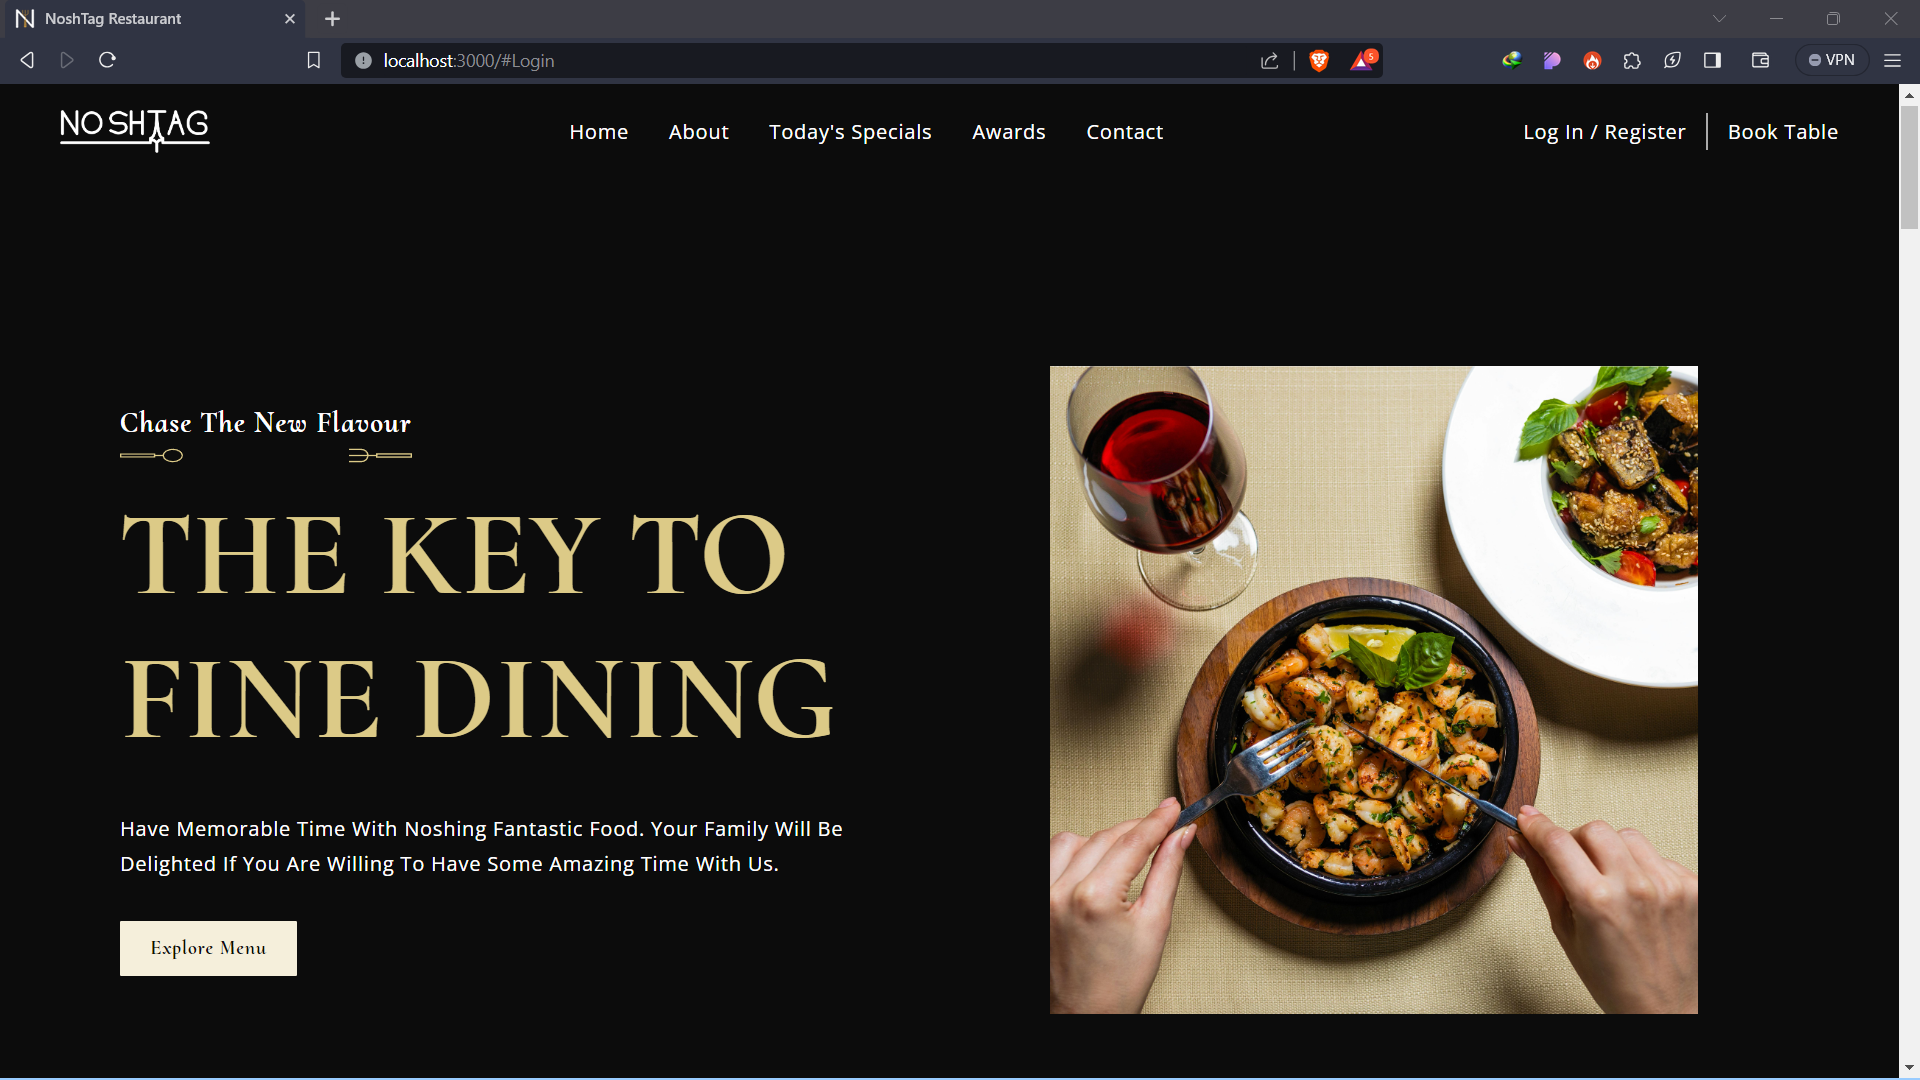 NoshTag Restaurant
localhost:3000/#Login
5
VPN
NOSHTAG
Home About Today's Specials Awards Contact Log In / Register Book Table
Chase The New Flavour
THE KEY TO
FINE DINING
Have Memorable Time With Noshing Fantastic Food. Your Family Will Be
Delighted If You Are Willing To Have Some Amazing Time With Us.
Explore Menu